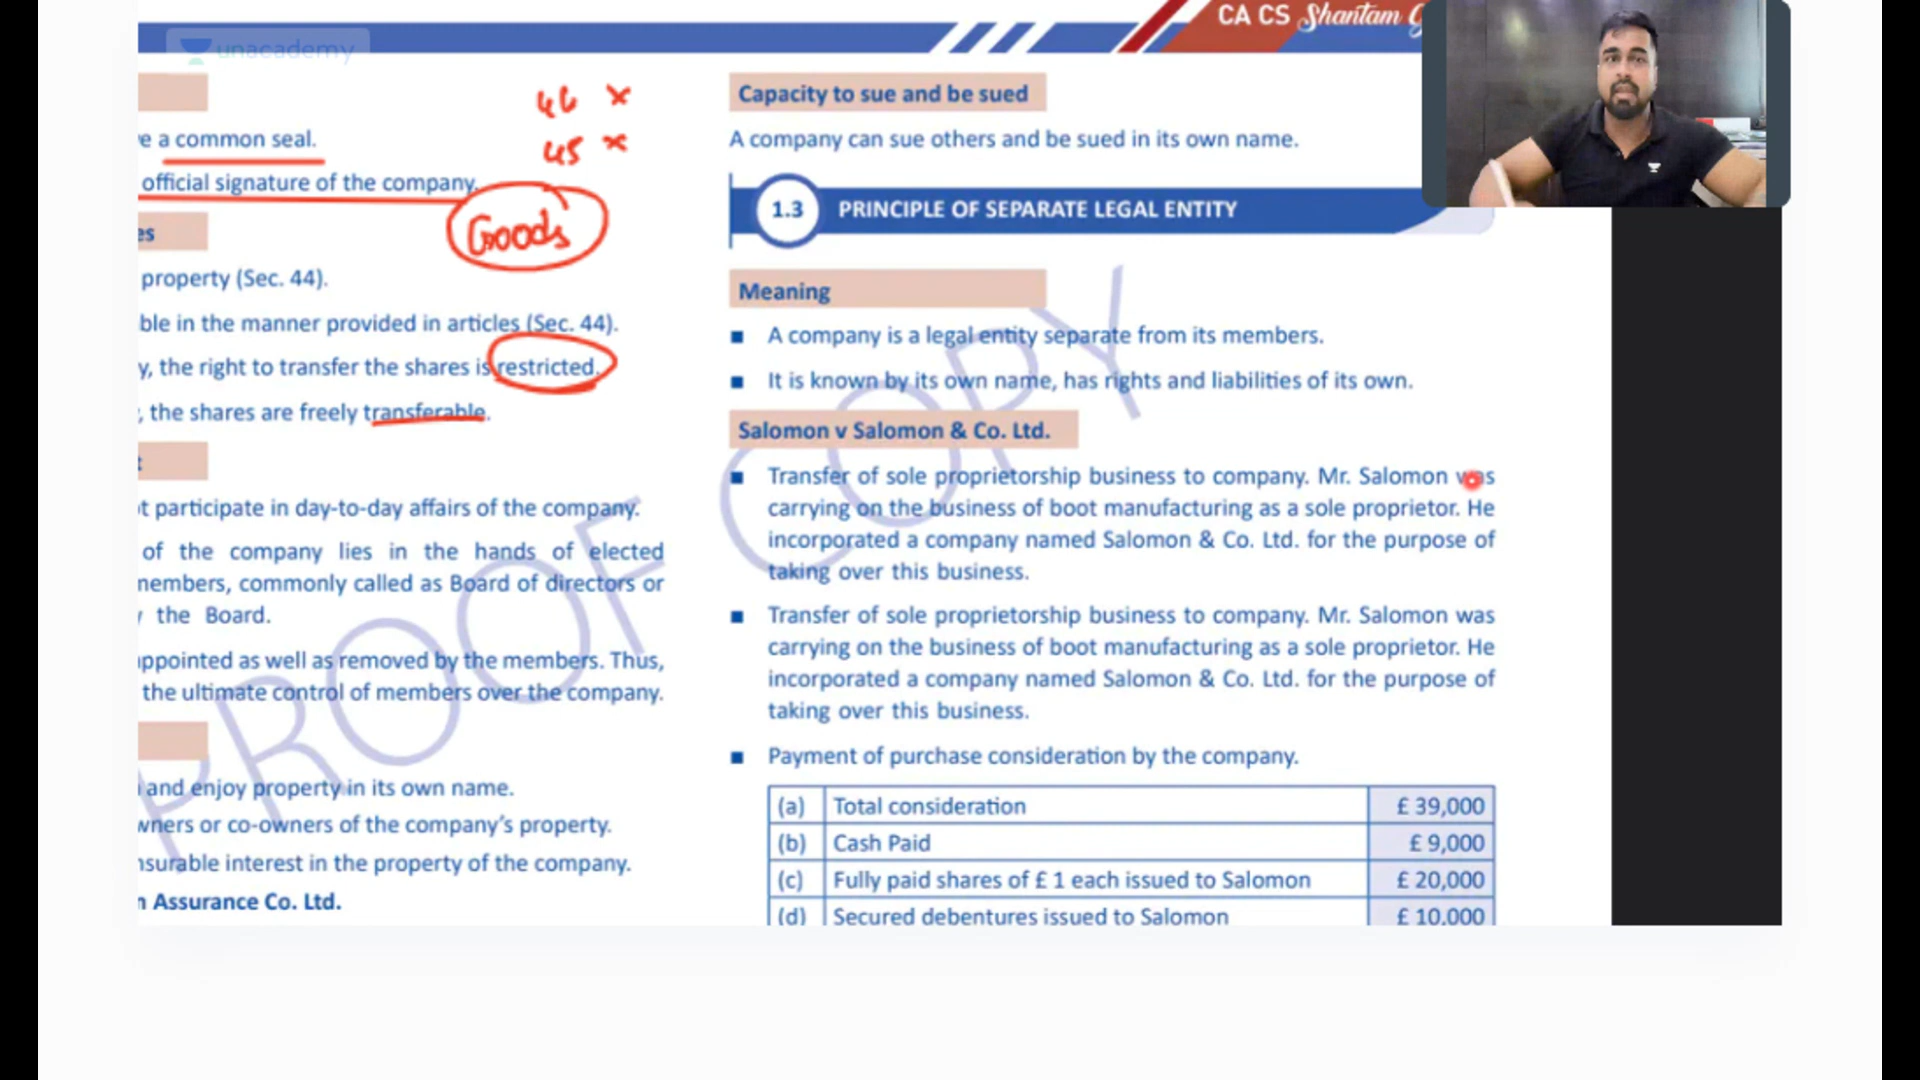 CA CS Shantam
unacademy
e a common seal.
official signature of the company.
46 ×
45 ×
Goods
es
property (Sec. 44).
ble in the manner provided in articles (Sec. 44).
y, the right to transfer the shares is restricted.
, the shares are freely transferable.
t
t participate in day-to-day affairs of the company.
of the company lies in the hands of elected
nembers, commonly called as Board of directors or
the Board.
ppointed as well as removed by the members. Thus,
the ultimate control of members over the company.
and enjoy property in its own name.
wners or co-owners of the company's property.
nsurable interest in the property of the company.
n Assurance Co. Ltd.
Capacity to sue and be sued
A company can sue others and be sued in its own name.
1.3 PRINCIPLE OF SEPARATE LEGAL ENTITY
Meaning
■ A company is a legal entity separate from its members.
■ It is known by its own name, has rights and liabilities of its own.
Salomon v Salomon & Co. Ltd.
■ Transfer of sole proprietorship business to company. Mr. Salomon was
carrying on the business of boot manufacturing as a sole proprietor. He
incorporated a company named Salomon & Co. Ltd. for the purpose of
taking over this business.
■ Transfer of sole proprietorship business to company. Mr. Salomon was
carrying on the business of boot manufacturing as a sole proprietor. He
incorporated a company named Salomon & Co. Ltd. for the purpose of
taking over this business.
■ Payment of purchase consideration by the company.
(a) Total consideration £ 39,000
(b) Cash Paid £ 9,000
(c) Fully paid shares of £ 1 each issued to Salomon £ 20,000
(d) Secured debentures issued to Salomon £ 10,000
PROOF COPY